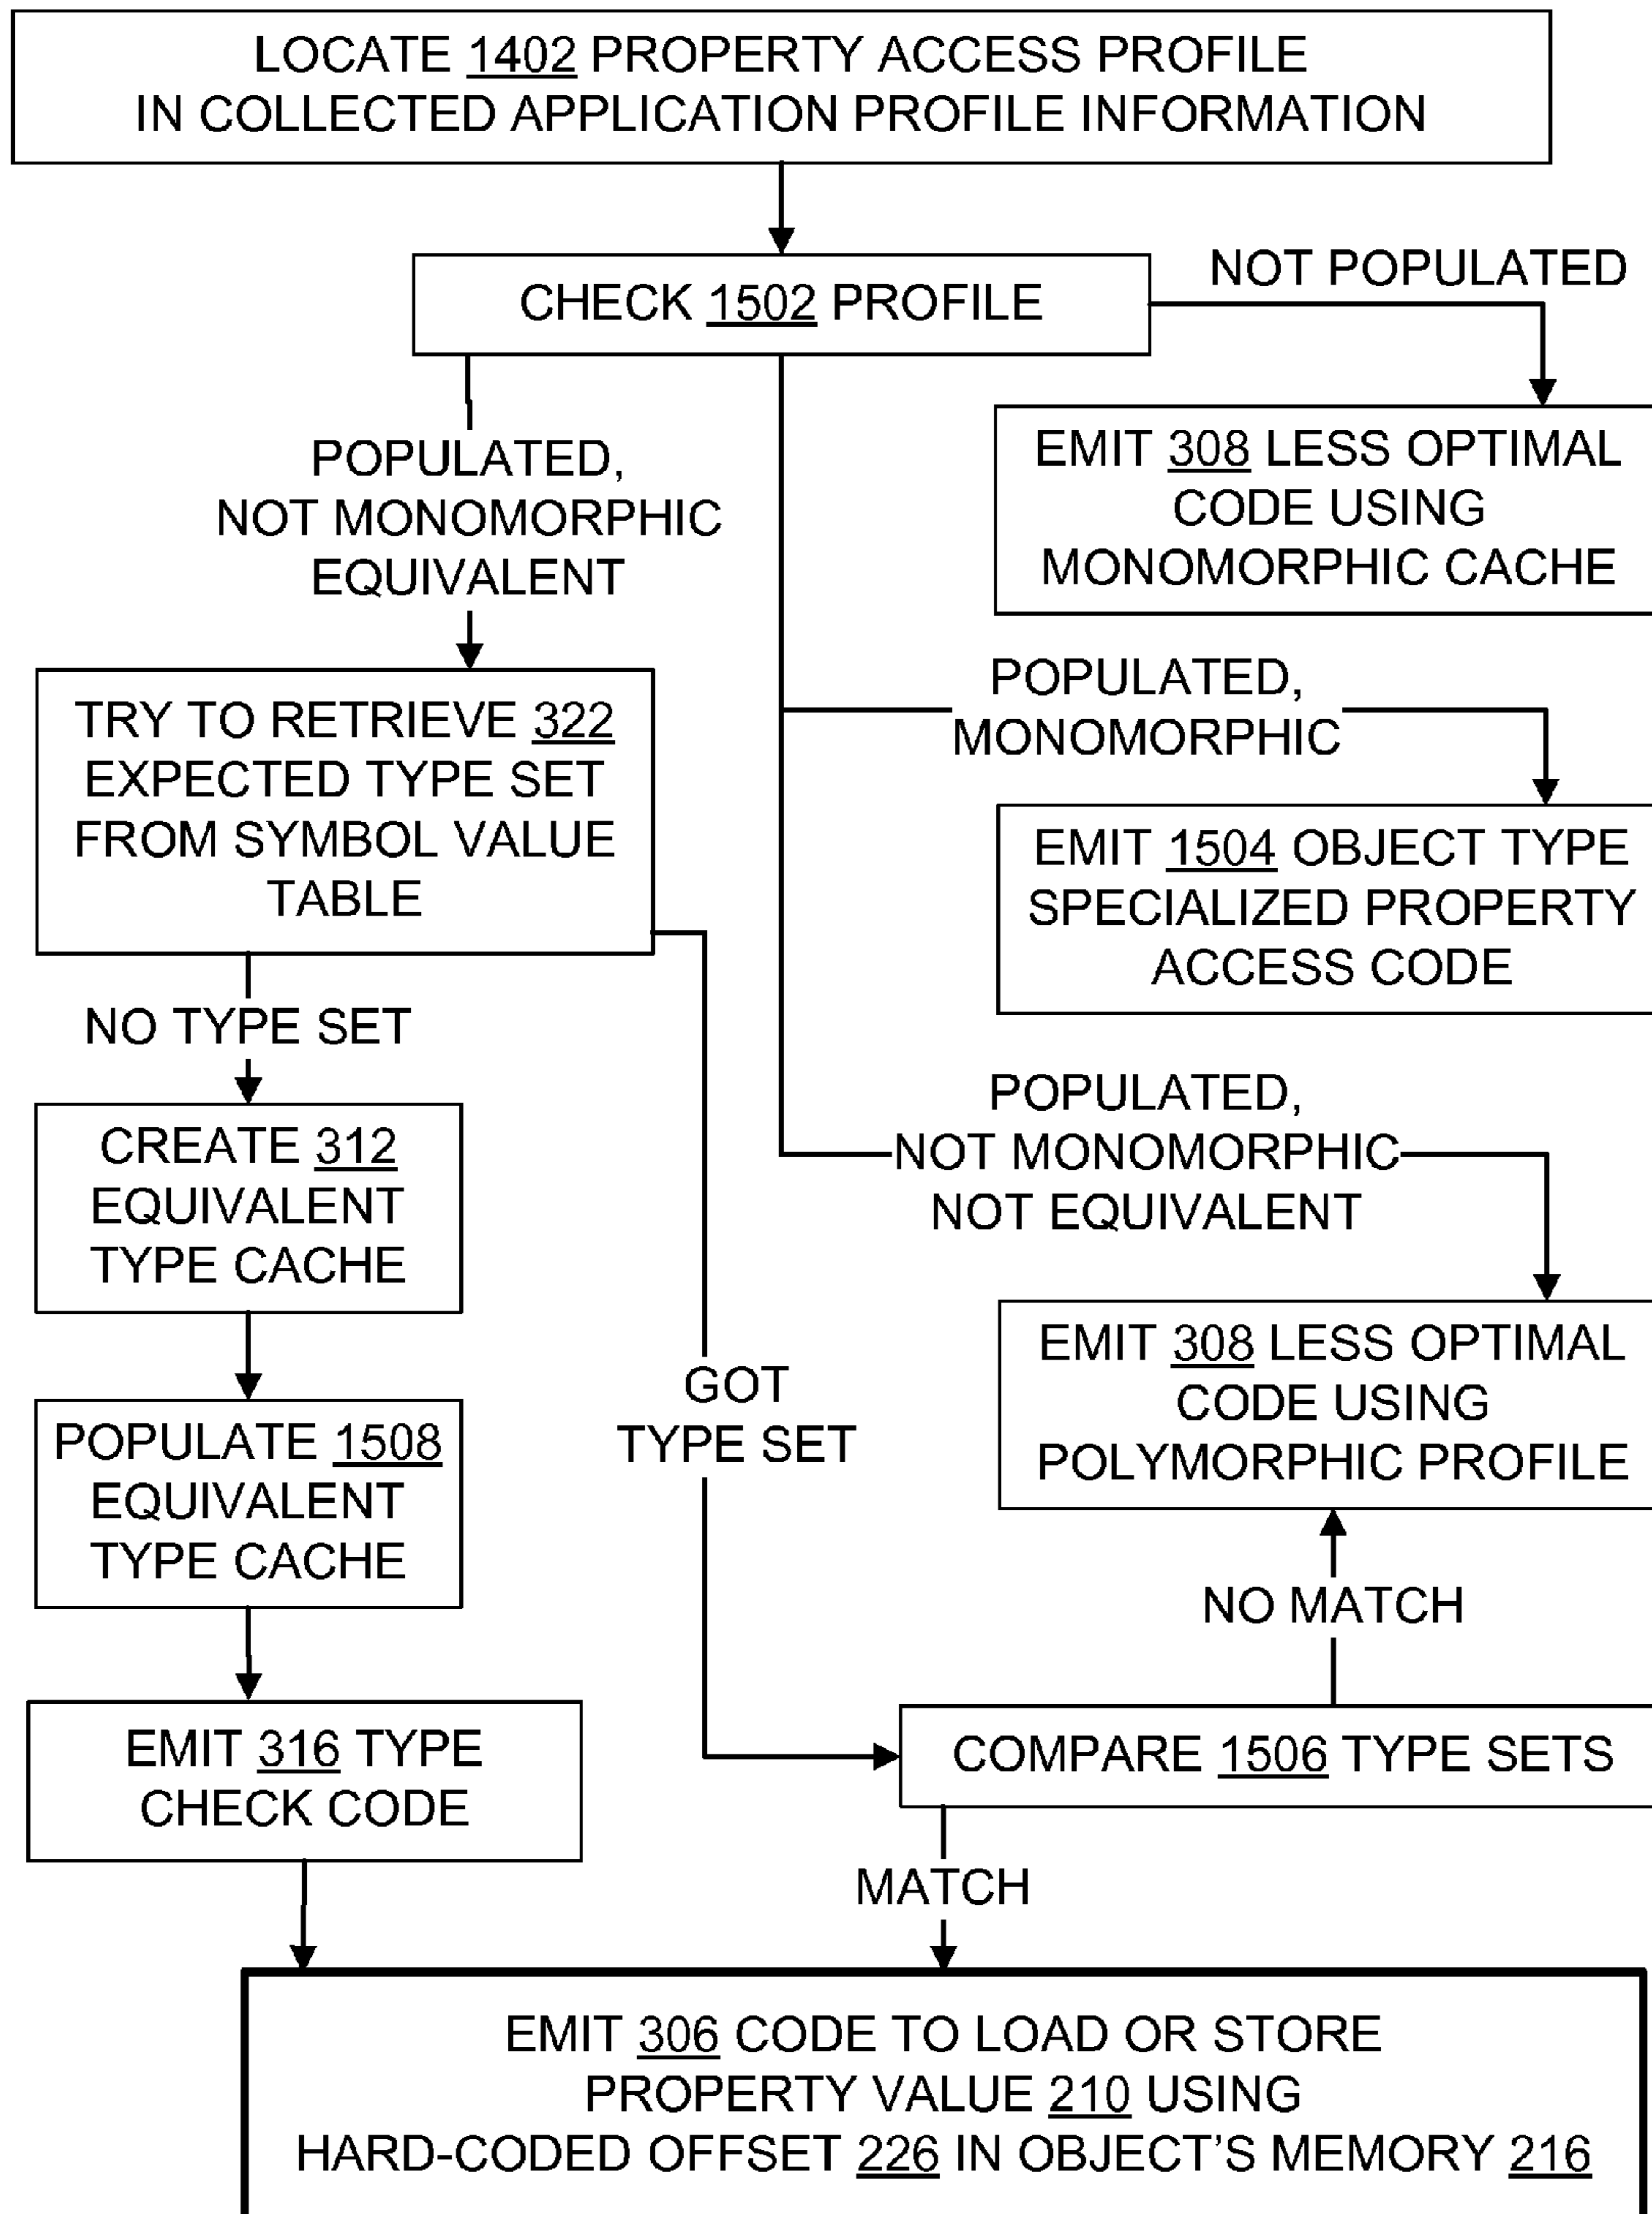 LOCATE 1402 PROPERTY ACCESS PROFILE
IN COLLECTED APPLICATION PROFILE INFORMATION
CHECK 1502 PROFILE
NOT POPULATED
EMIT 308 LESS OPTIMAL
CODE USING
MONOMORPHIC CACHE
POPULATED,
NOT MONOMORPHIC
EQUIVALENT
POPULATED,
MONOMORPHIC
TRY TO RETRIEVE 322
EXPECTED TYPE SET
FROM SYMBOL VALUE
TABLE
EMIT 1504 OBJECT TYPE
SPECIALIZED PROPERTY
ACCESS CODE
NO TYPE SET
POPULATED,
NOT MONOMORPHIC
NOT EQUIVALENT
CREATE 312
EQUIVALENT
TYPE CACHE
EMIT 308 LESS OPTIMAL
CODE USING
POLYMORPHIC PROFILE
GOT
TYPE SET
POPULATE 1508
EQUIVALENT
TYPE CACHE
NO MATCH
EMIT 316 TYPE
CHECK CODE
COMPARE 1506 TYPE SETS
MATCH
EMIT 306 CODE TO LOAD OR STORE
PROPERTY VALUE 210 USING
HARD-CODED OFFSET 226 IN OBJECT'S MEMORY 216